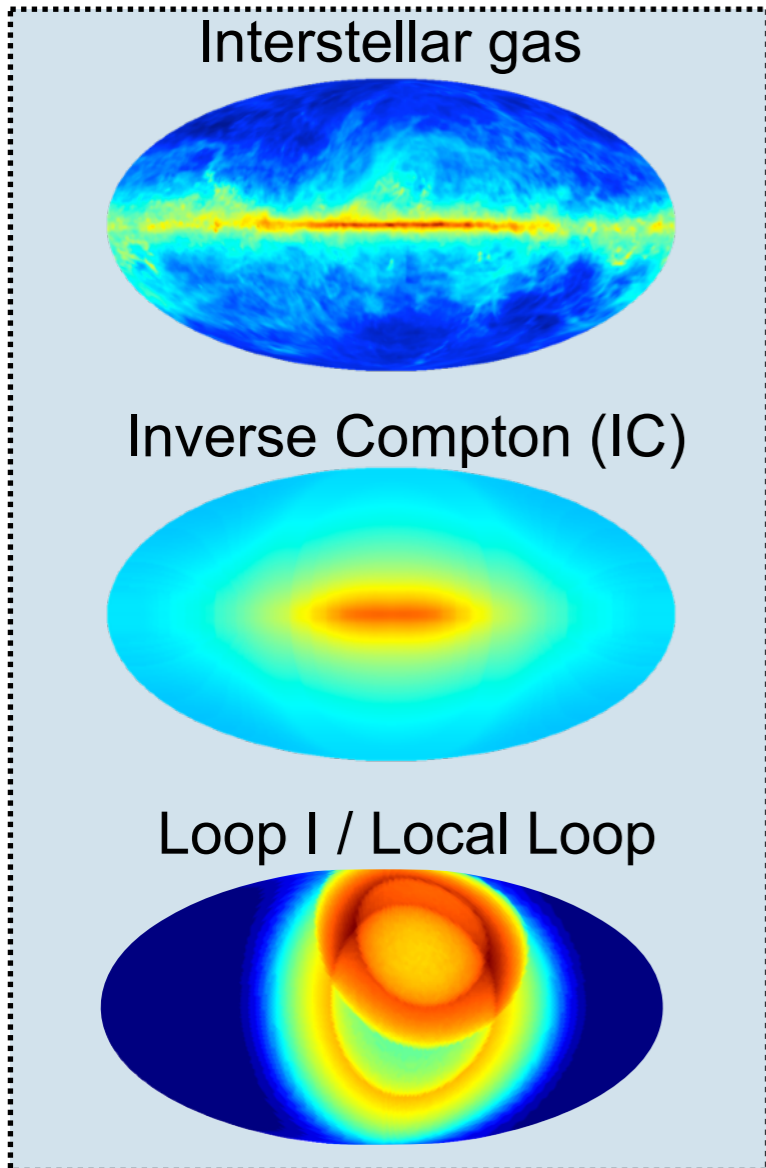 Interstellar gas
Inverse Compton (IC)
Loop I / Local Loop